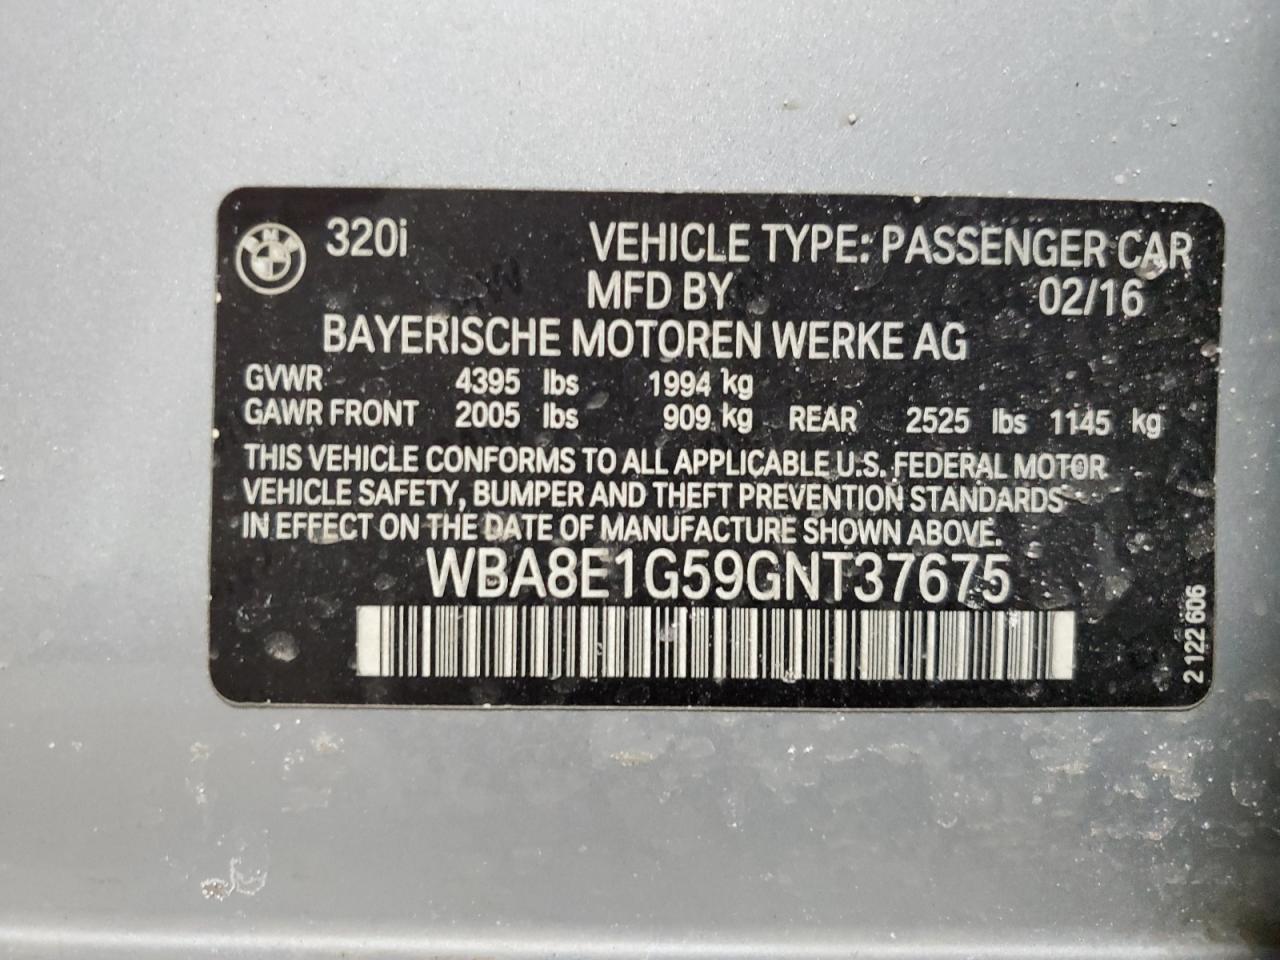 BMW 320i VEHICLE TYPE: PASSENGER CAR
MFD BY 02/16
BAYERISCHE MOTOREN WERKE AG
GVWR 4395 lbs 1994 kg
GAWR FRONT 2005 lbs 909 kg REAR 2525 lbs 1145 kg
THIS VEHICLE CONFORMS TO ALL APPLICABLE U.S. FEDERAL MOTOR
VEHICLE SAFETY, BUMPER AND THEFT PREVENTION STANDARDS
IN EFFECT ON THE DATE OF MANUFACTURE SHOWN ABOVE.
WBA8E1G59GNT37675
2 122 606